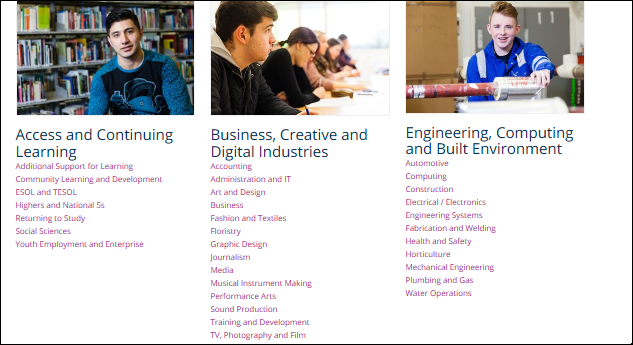 Access and Continuing
Learning
Additional Support for Learning
Community Learning and Development
ESOL and TESOL
Highers and National 5s
Returning to Study
Social Sciences
Youth Employment and Enterprise
Business, Creative and
Digital Industries
Accounting
Administration and IT
Art and Design
Business
Fashion and Textiles
Floristry
Graphic Design
Journalism
Media
Musical Instrument Making
Performance Arts
Sound Production
Training and Development
TV, Photography and Film
Engineering, Computing
and Built Environment
Automotive
Computing
Construction
Electrical / Electronics
Engineering Systems
Fabrication and Welding
Health and Safety
Horticulture
Mechanical Engineering
Plumbing and Gas
Water Operations